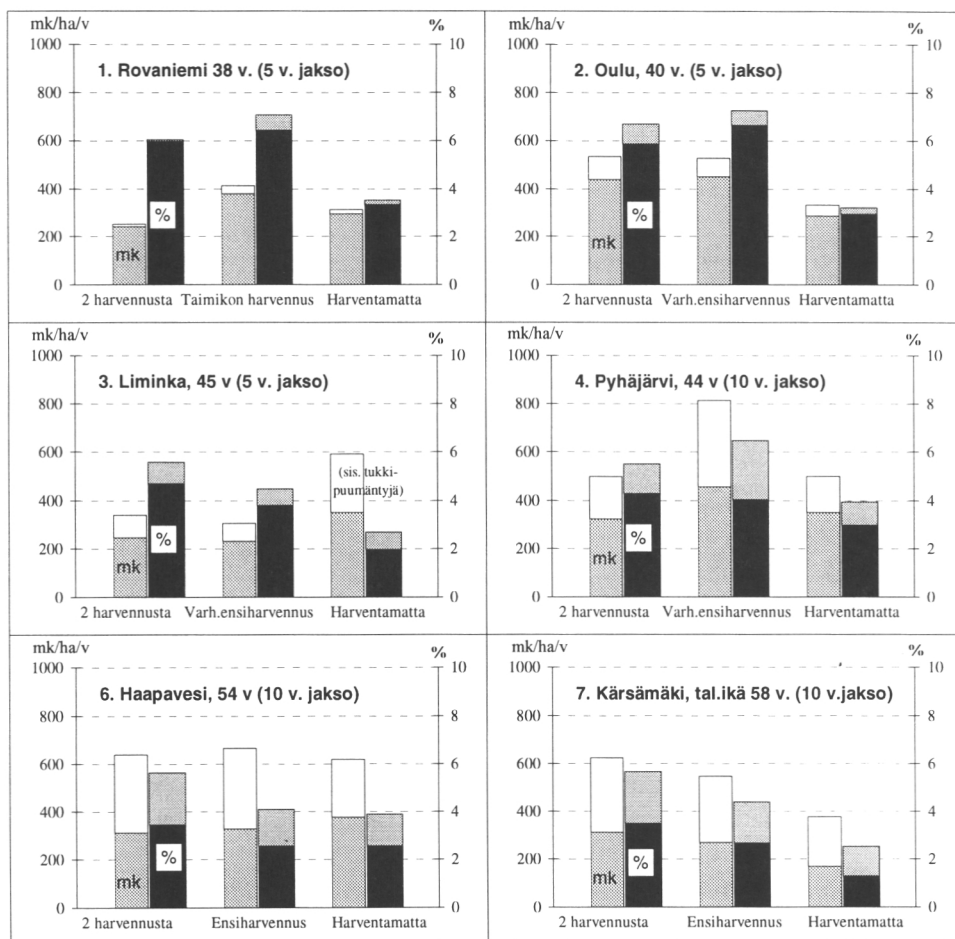 mk/ha/v %
1000 10
1. Rovaniemi 38 v. (5 v. jakso)
800 8
600 6
400 4
%
200 2
mk
0 0
2 harvennusta Taimikon harvennus Harventamatta
mk/ha/v %
1000 10
2. Oulu, 40 v. (5 v. jakso)
800 8
600 6
400 4
%
200 2
mk
0 0
2 harvennusta Varh.ensiharvennus Harventamatta
mk/ha/v %
1000 10
3. Liminka, 45 v (5 v. jakso)
800 8
600 6
(sis. tukki-
puumäntyjä)
400 4
%
200 2
mk
0 0
2 harvennusta Varh.ensiharvennus Harventamatta
mk/ha/v %
1000 10
4. Pyhäjärvi, 44 v (10 v. jakso)
800 8
600 6
400 4
%
200 2
mk
0 0
2 harvennusta Varh.ensiharvennus Harventamatta
mk/ha/v %
1000 10
6. Haapavesi, 54 v (10 v. jakso)
800 8
600 6
400 4
%
200 2
mk
0 0
2 harvennusta Ensiharvennus Harventamatta
mk/ha/v %
1000 10
7. Kärsämäki, tal.ikä 58 v. (10 v.jakso)
800 8
600 6
400 4
%
200 2
mk
0 0
2 harvennusta Ensiharvennus Harventamatta